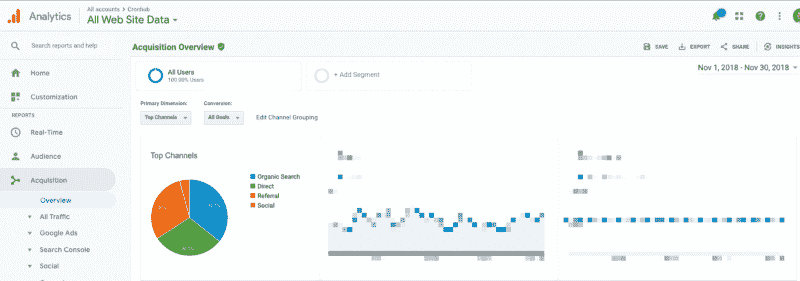 All accounts > Cronhub
Analytics
All Web Site Data
Search reports and help
Acquisition Overview
SAVE
EXPORT
SHARE
INSIGHTS
Home
All Users
100.00% Users
+ Add Segment
Nov 1, 2018 - Nov 30, 2018
Customization
REPORTS
Primary Dimension:
Conversion:
Top Channels
All Goals
Edit Channel Grouping
Real-Time
Audience
Top Channels
Acquisition
Organic Search
Direct
Referral
Social
Overview
All Traffic
Google Ads
Search Console
Social